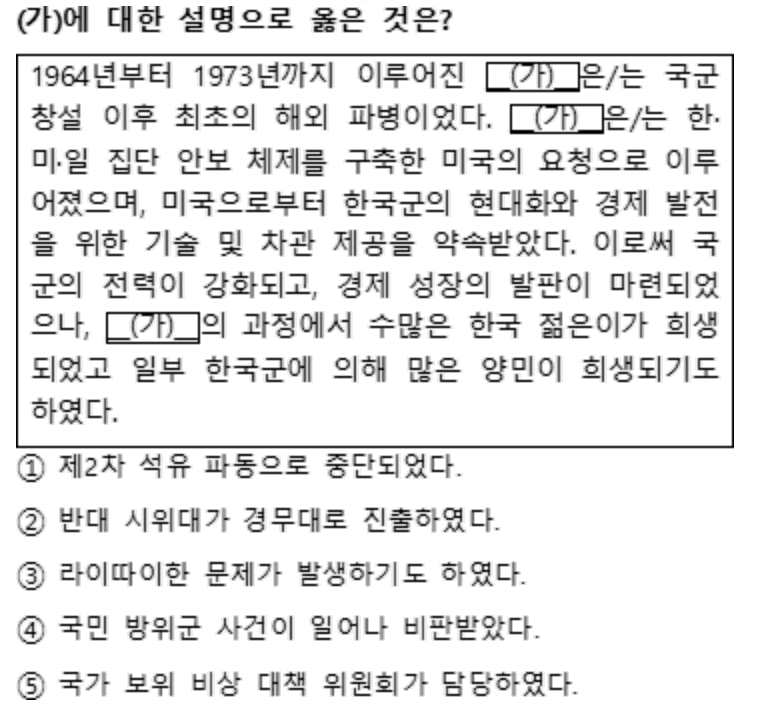 (가)에 대한 설명으로 옳은 것은?
1964년부터 1973년까지 이루어진 (가) 은/는 국군
창설 이후 최초의 해외 파병이었다. (가) 은/는 한·
미·일 집단 안보 체제를 구축한 미국의 요청으로 이루
어졌으며, 미국으로부터 한국군의 현대화와 경제 발전
을 위한 기술 및 차관 제공을 약속받았다. 이로써 국
군의 전력이 강화되고, 경제 성장의 발판이 마련되었
으나, (가) 의 과정에서 수많은 한국 젊은이가 희생
되었고 일부 한국군에 의해 많은 양민이 희생되기도
하였다.
① 제2차 석유 파동으로 중단되었다.
② 반대 시위대가 경무대로 진출하였다.
③ 라이따이한 문제가 발생하기도 하였다.
④ 국민 방위군 사건이 일어나 비판받았다.
⑤ 국가 보위 비상 대책 위원회가 담당하였다.